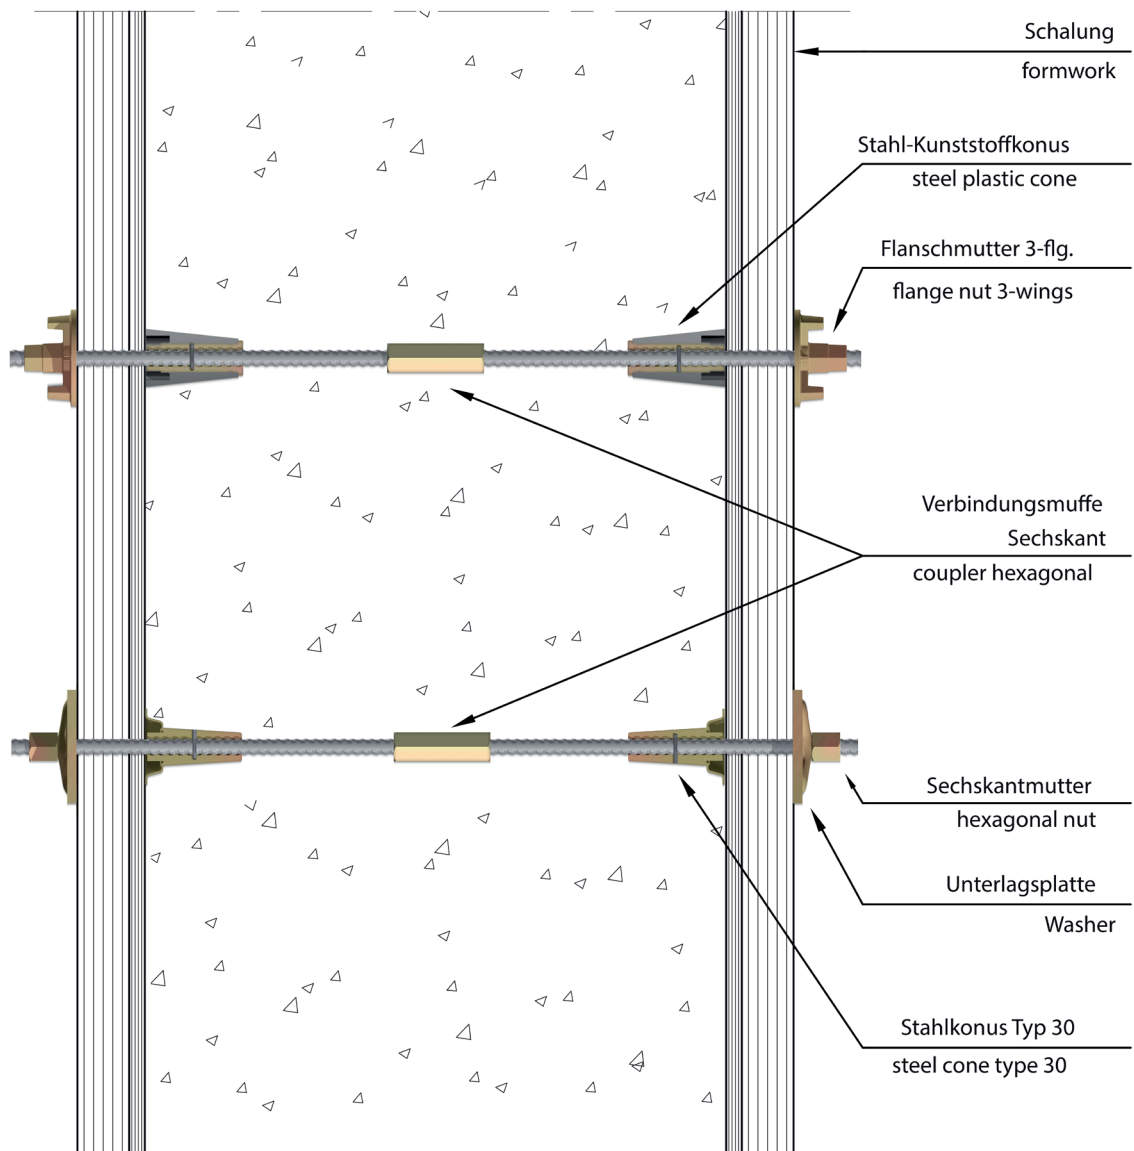 Schalung
formwork
Stahl-Kunststoffkonus
steel plastic cone
Flanschmutter 3-flg.
flange nut 3-wings
Verbindungsmuffe
Sechskant
coupler hexagonal
Sechskantmutter
hexagonal nut
Unterlagsplatte
Washer
Stahlkonus Typ 30
steel cone type 30